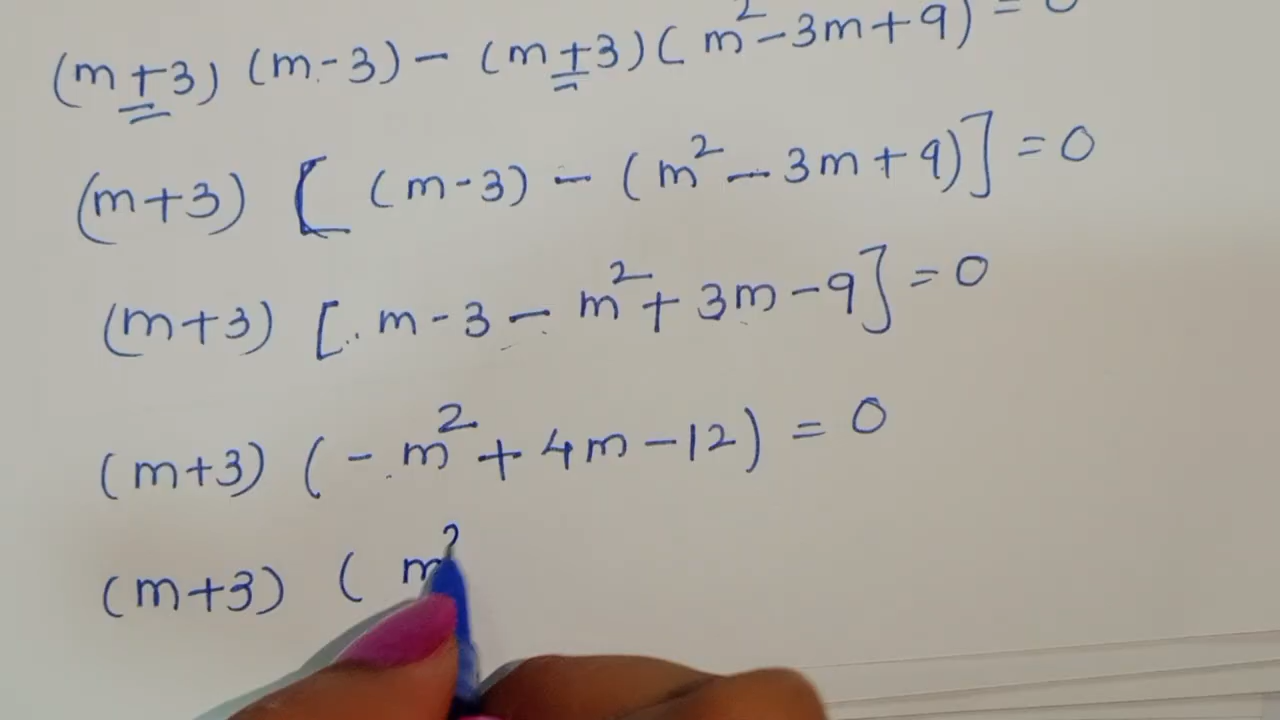 (m+3) (m-3) - (m+3) (m²-3m+9) = 0
(m+3) [ (m-3) - (m² - 3m + 9)] = 0
(m+3) [ m-3 - m² + 3m - 9] = 0
(m+3) (- m² + 4m - 12) = 0
(m+3) ( m²